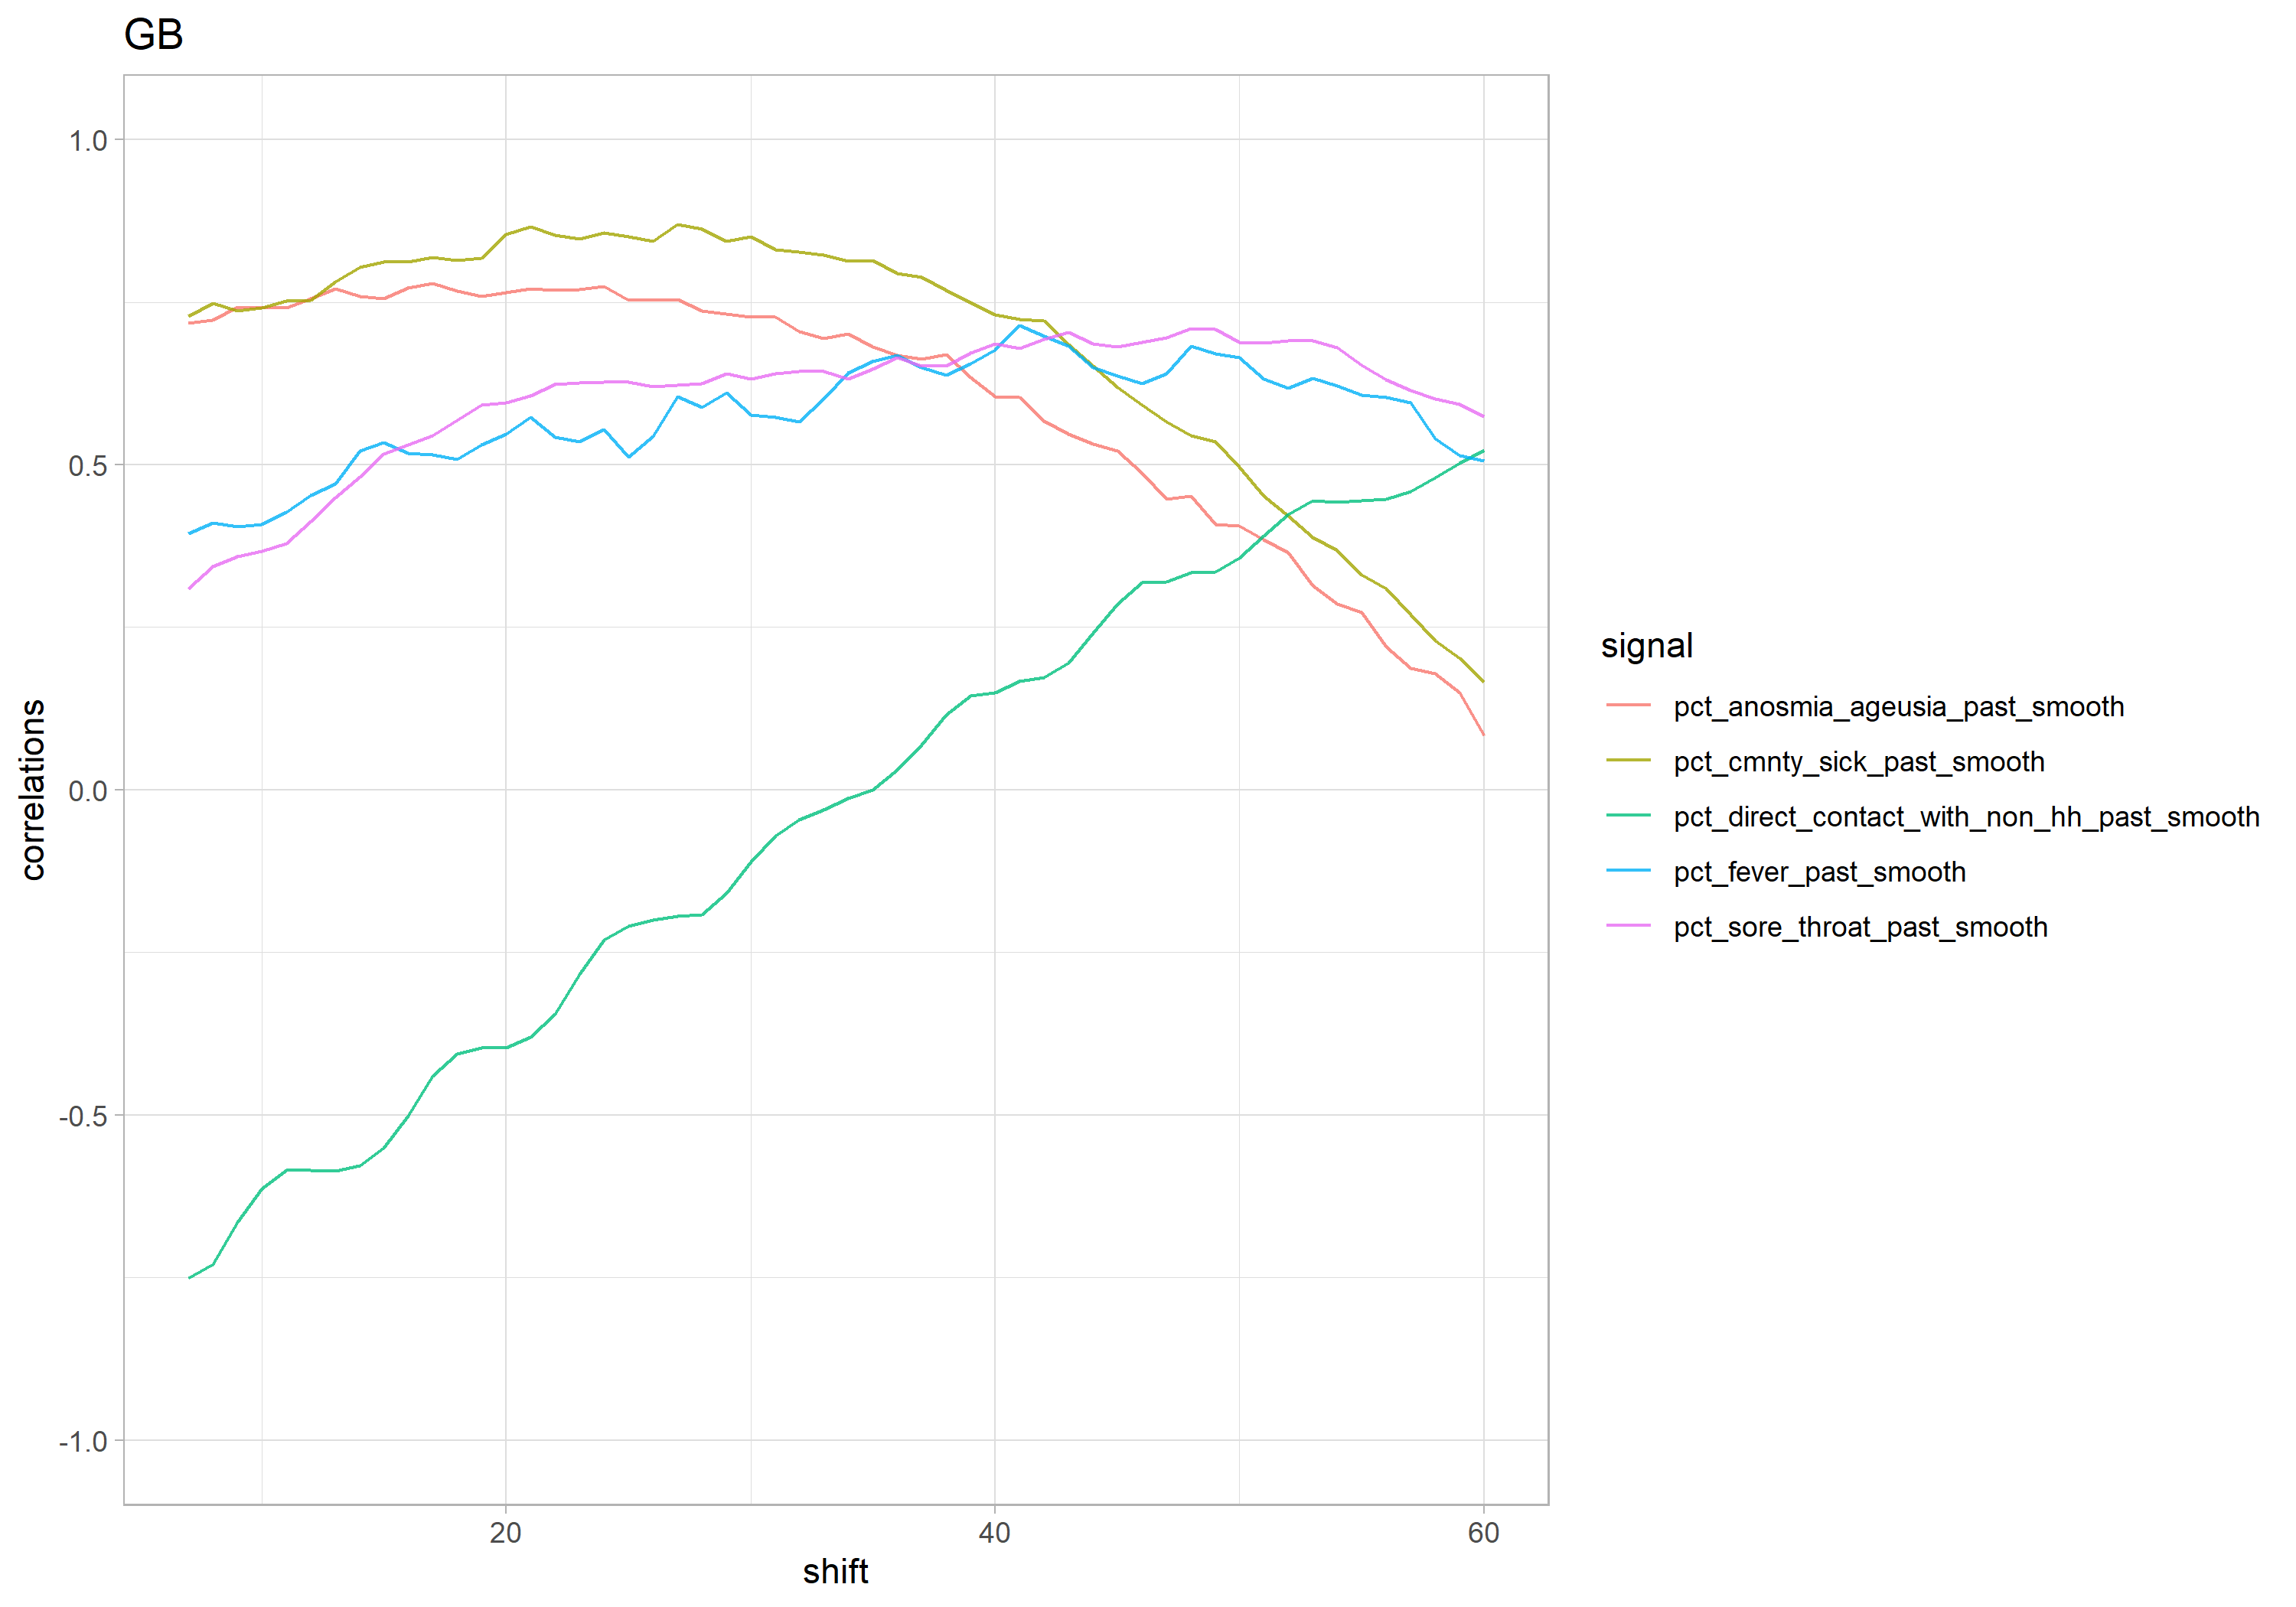 GB
1.0
0.5
0.0
-0.5
-1.0
correlations
20
40
60
shift
signal
pct_anosmia_ageusia_past_smooth
pct_cmnty_sick_past_smooth
pct_direct_contact_with_non_hh_past_smooth
pct_fever_past_smooth
pct_sore_throat_past_smooth